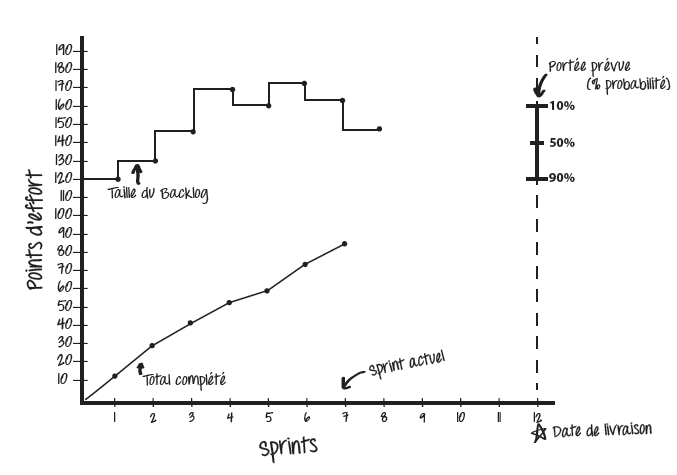 190
180
170
160
150
140
130
120
110
100
90
80
70
60
50
40
30
20
10
Points d'effort
Taille du Backlog
Total complété
sprint actuel
Portée prévue
(% probabilité)
10%
50%
90%
1 2 3 4 5 6 7 8 9 10 11 12
sprints
Date de livraison